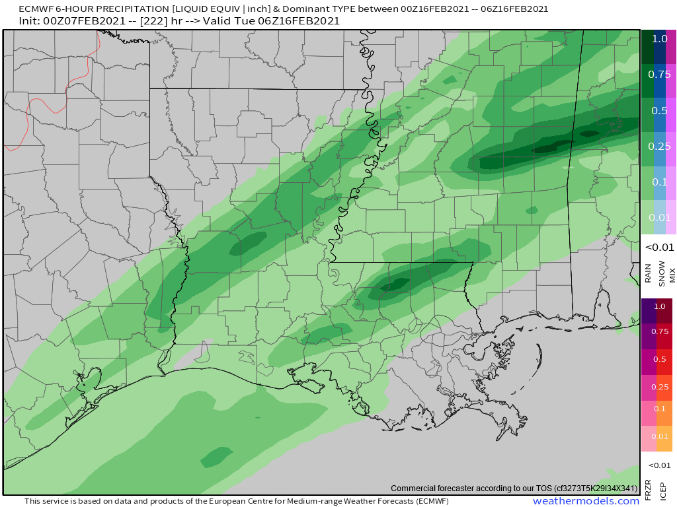 ECMWF 6-HOUR PRECIPITATION [LIQUID EQUIV | inch] & Dominant TYPE between 00Z16FEB2021 -- 06Z16FEB2021
Init: 00Z07FEB2021 -- [222] hr --> Valid Tue 06Z16FEB2021
1.0
0.75
0.5
0.25
0.1
0.01
<0.01
RAIN
SNOW
MIX
1.0
0.75
0.5
0.25
0.1
0.01
<0.01
FRZR
ICEP
Commercial forecaster according to our TOS (cf3273T5K29I34X341)
This service is based on data and products of the European Centre for Medium-range Weather Forecasts (ECMWF)
weathermodels.com